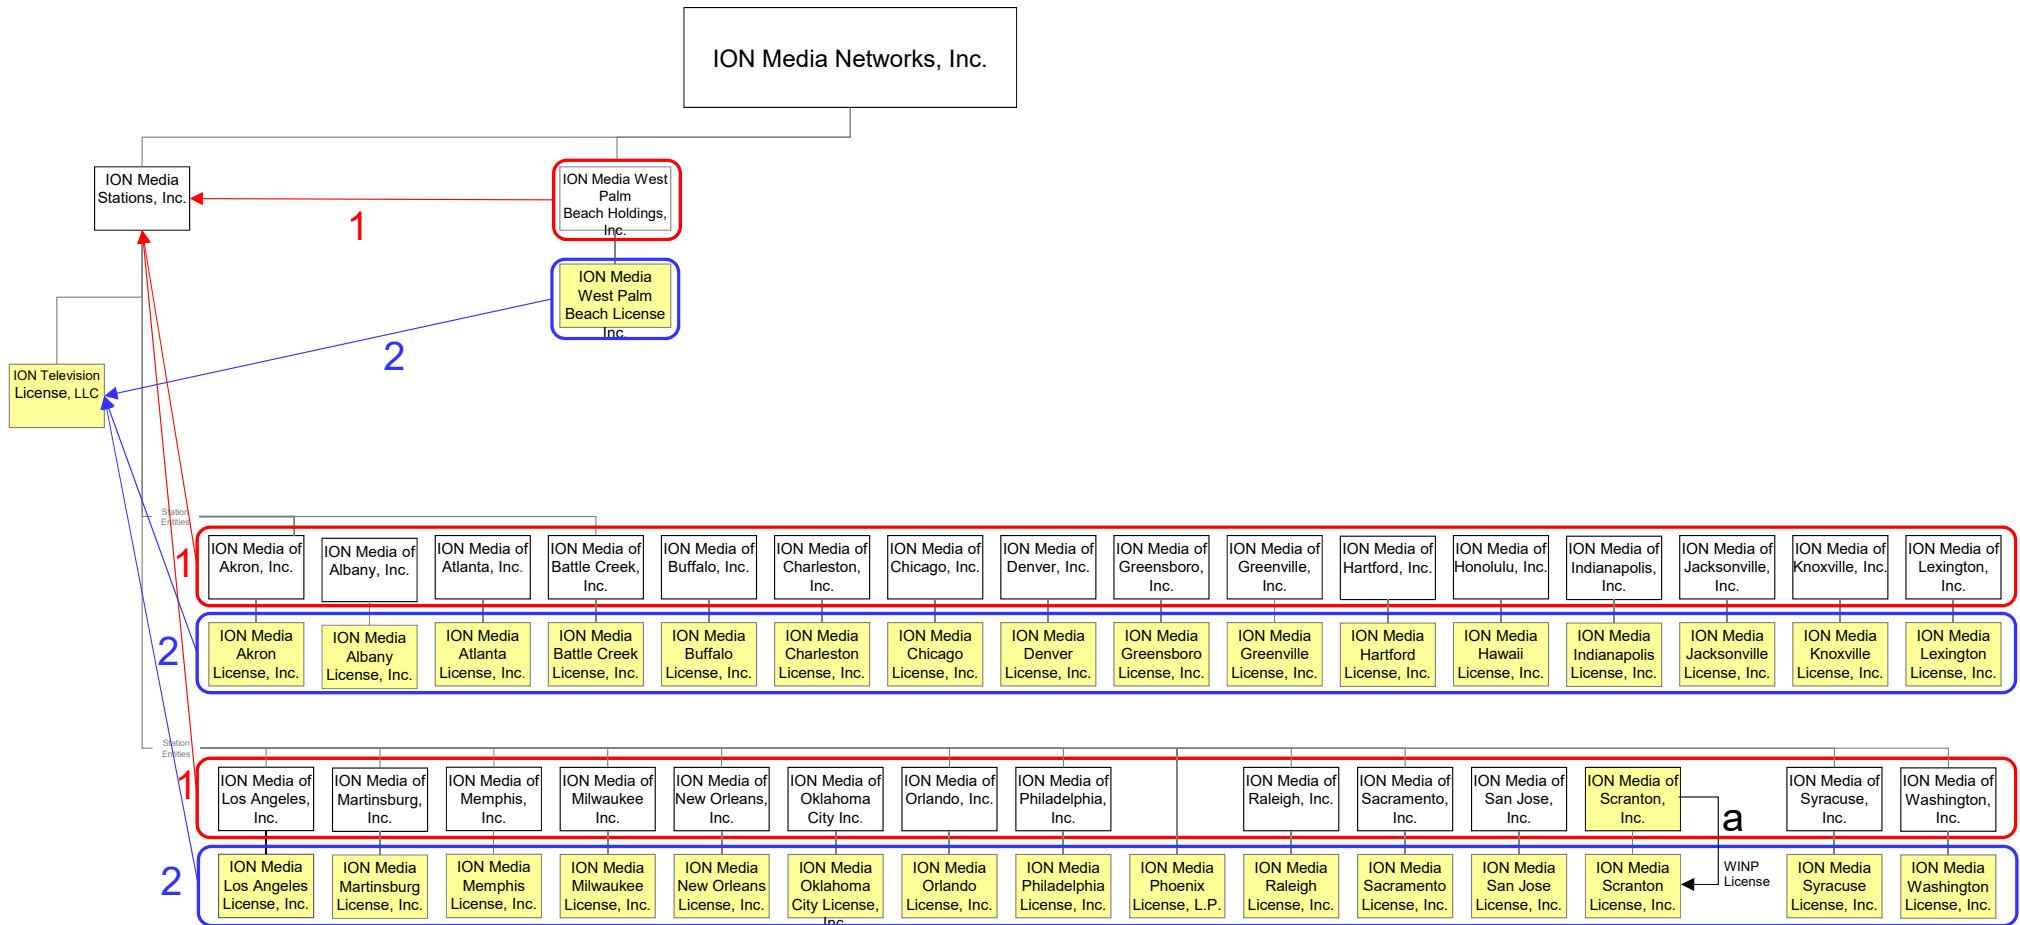 ION Media Networks, Inc.
ION Media
Stations, Inc.
ION Media West
Palm
Beach Holdings,
Inc.
1
ION Media
West Palm
Beach License
Inc.
2
ION Television
License, LLC
Station
Entities
1
ION Media of
Akron, Inc.
ION Media of
Albany, Inc.
ION Media of
Atlanta, Inc.
ION Media of
Battle Creek,
Inc.
ION Media of
Buffalo, Inc.
ION Media of
Charleston,
Inc.
ION Media of
Chicago, Inc.
ION Media of
Denver, Inc.
ION Media of
Greensboro,
Inc.
ION Media of
Greenville,
Inc.
ION Media of
Hartford, Inc.
ION Media of
Honolulu, Inc.
ION Media of
Indianapolis,
Inc.
ION Media of
Jacksonville,
Inc.
ION Media of
Knoxville, Inc.
ION Media of
Lexington,
Inc.
2
ION Media
Akron
License, Inc.
ION Media
Albany
License, Inc.
ION Media
Atlanta
License, Inc.
ION Media
Battle Creek
License, Inc.
ION Media
Buffalo
License, Inc.
ION Media
Charleston
License, Inc.
ION Media
Chicago
License, Inc.
ION Media
Denver
License, Inc.
ION Media
Greensboro
License, Inc.
ION Media
Greenville
License, Inc.
ION Media
Hartford
License, Inc.
ION Media
Hawaii
License, Inc.
ION Media
Indianapolis
License, Inc.
ION Media
Jacksonville
License, Inc.
ION Media
Knoxville
License, Inc.
ION Media
Lexington
License, Inc.
Station
Entities
1
ION Media of
Los Angeles,
Inc.
ION Media of
Martinsburg,
Inc.
ION Media of
Memphis,
Inc.
ION Media of
Milwaukee
Inc.
ION Media of
New Orleans,
Inc.
ION Media of
Oklahoma
City Inc.
ION Media of
Orlando, Inc.
ION Media of
Philadelphia,
Inc.
ION Media of
Raleigh, Inc.
ION Media of
Sacramento,
Inc.
ION Media of
San Jose,
Inc.
ION Media of
Scranton,
Inc.
a
ION Media of
Syracuse,
Inc.
ION Media of
Washington,
Inc.
2
ION Media
Los Angeles
License, Inc.
ION Media
Martinsburg
License, Inc.
ION Media
Memphis
License, Inc.
ION Media
Milwaukee
License, Inc.
ION Media
New Orleans
License, Inc.
ION Media
Oklahoma
City License,
Inc.
ION Media
Orlando
License, Inc.
ION Media
Philadelphia
License, Inc.
ION Media
Phoenix
License, L.P.
ION Media
Raleigh
License, Inc.
ION Media
Sacramento
License, Inc.
ION Media
San Jose
License, Inc.
ION Media
Scranton
License, Inc.
WINP
License
ION Media
Syracuse
License, Inc.
ION Media
Washington
License, Inc.